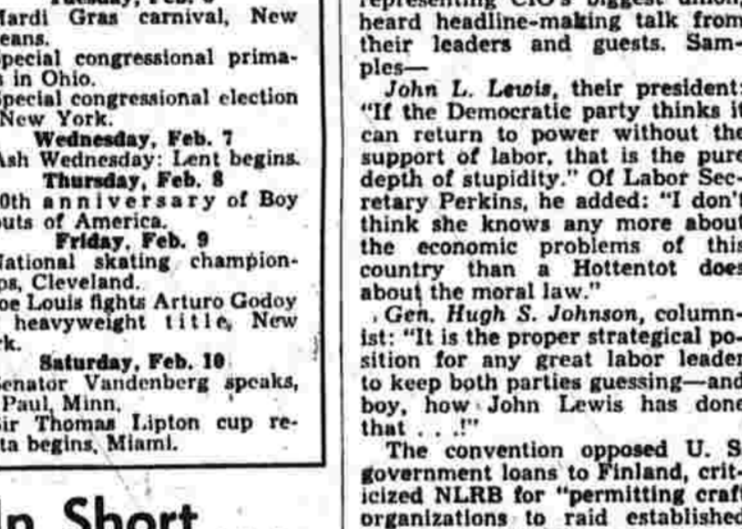 Mardi Gras carnival, New
eans.
pecial congressional prima-
s in Ohio.
pecial congressional election
New York.
Wednesday, Feb. 7
Ash Wednesday: Lent begins.
Thursday, Feb. 8
0th anniversary of Boy
outs of America.
Friday, Feb. 9
National skating champion-
ps, Cleveland.
oe Louis fights Arturo Godoy
heavyweight title, New
rk.
Saturday, Feb. 10
Senator Vandenberg speaks,
Paul, Minn.
ir Thomas Lipton cup re-
ta begins, Miami.
In Short
heard headline-making talk from
their leaders and guests. Sam-
ples—
John L. Lewis, their president:
"If the Democratic party thinks it
can return to power without the
support of labor, that is the pure
depth of stupidity." Of Labor Sec-
retary Perkins, he added: "I don't
think she knows any more about
the economic problems of this
country than a Hottentot does
about the moral law."
Gen. Hugh S. Johnson, column-
ist: "It is the proper strategical po-
sition for any great labor leader
to keep both parties guessing—and
boy, how John Lewis has done
that . . .!"
The convention opposed U. S.
government loans to Finland, crit-
icized NLRB for "permitting craft
organizations to raid established